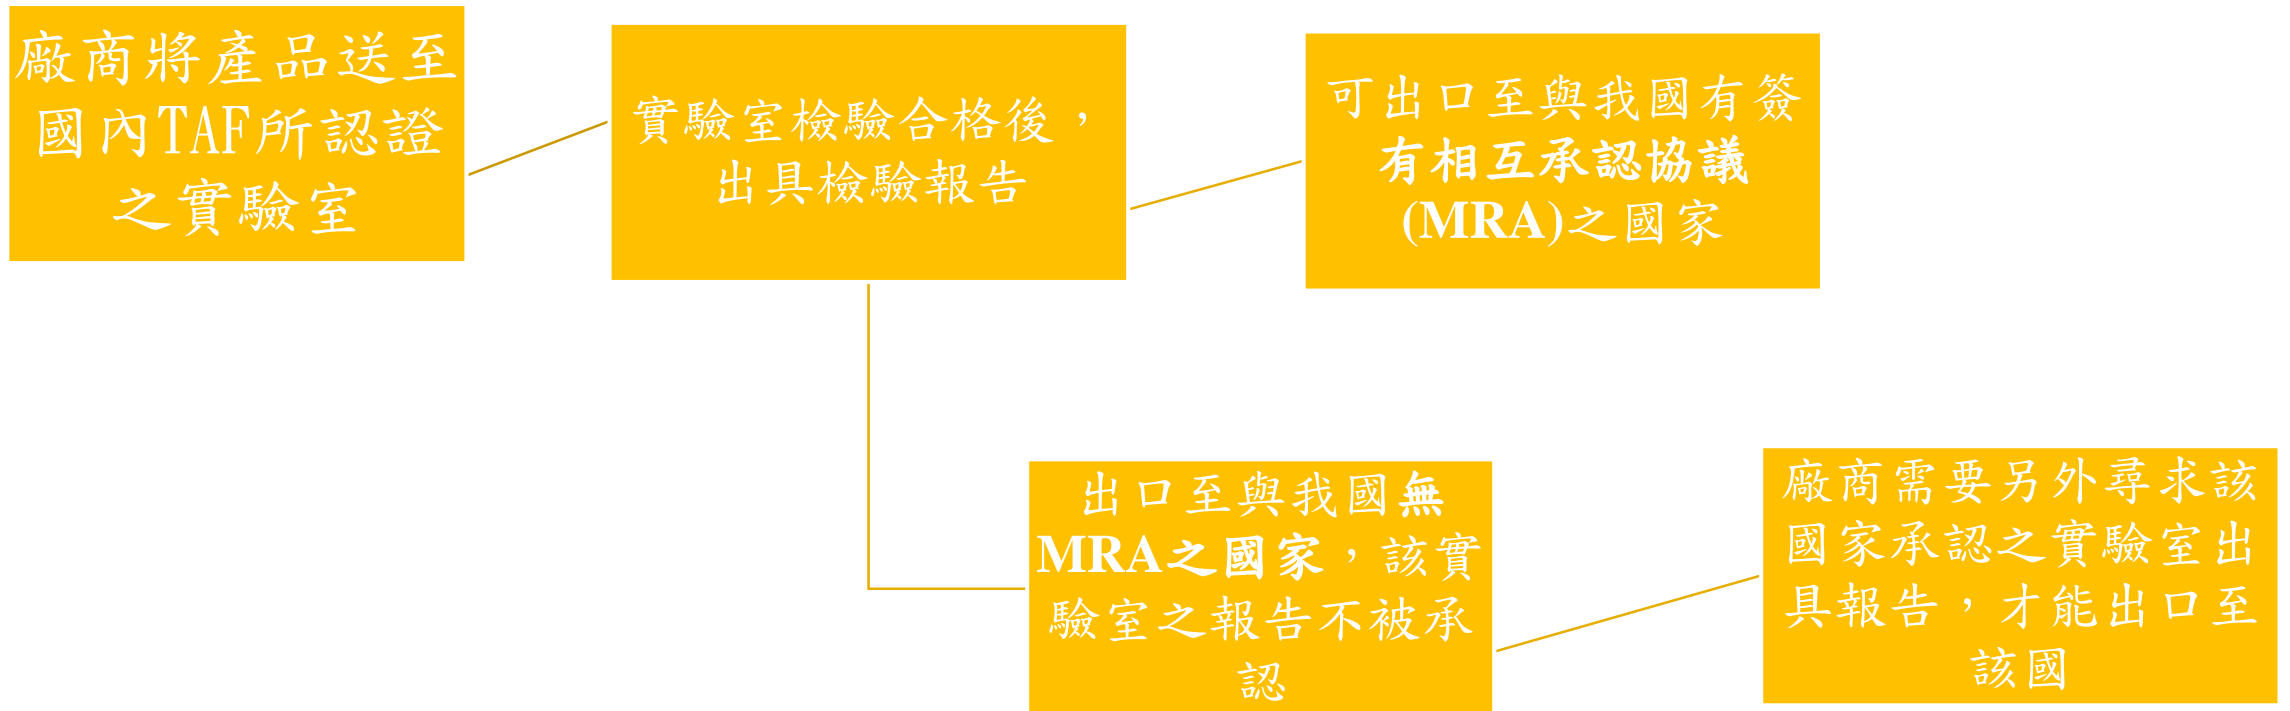 廠商將產品送至
國內TAF所認證
之實驗室
實驗室檢驗合格後，
出具檢驗報告
可出口至與我國有簽
有相互承認協議
(MRA)之國家
出口至與我國無
MRA之國家，該實
驗室之報告不被承
認
廠商需要另外尋求該
國家承認之實驗室出
具報告，才能出口至
該國